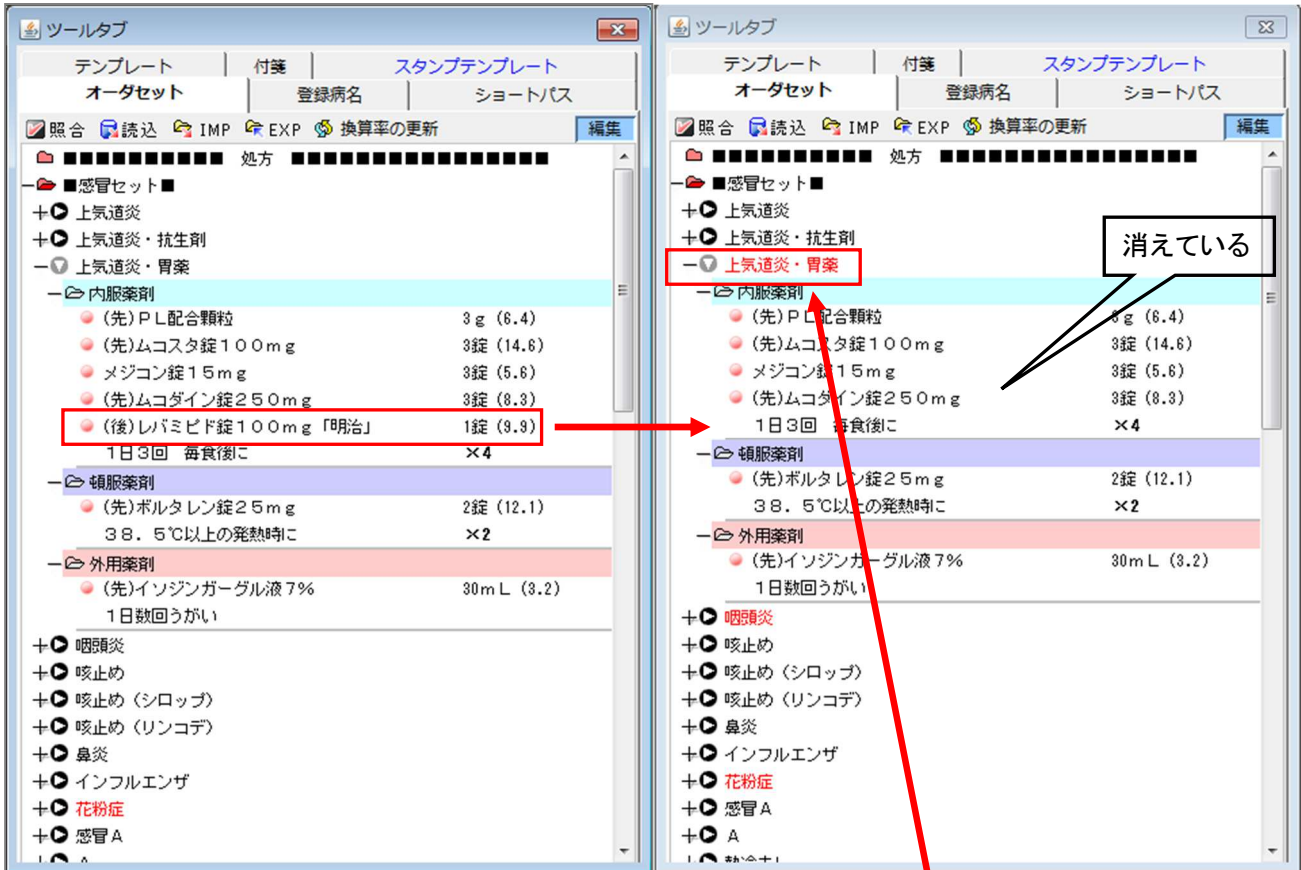 ツールタブ
テンプレート 付箋 スタンプテンプレート
オーダセット 登録病名 ショートパス
照合 読込 IMP EXP 換算率の更新 編集
■■■■■■■■■■ 処方 ■■■■■■■■■■■■■■■■
■感冒セット■
上気道炎
上気道炎・抗生剤
上気道炎・胃薬
内服薬剤
(先)PL配合顆粒 3g (6.4)
(先)ムコスタ錠100mg 3錠 (14.6)
メジコン錠15mg 3錠 (5.6)
(先)ムコダイン錠250mg 3錠 (8.3)
(後)レバミピド錠100mg「明治」 1錠 (9.9)
1日3回 毎食後に ×4
頓服薬剤
(先)ボルタレン錠25mg 2錠 (12.1)
38.5℃以上の発熱時に ×2
外用薬剤
(先)イソジンガーグル液7% 30mL (3.2)
1日数回うがい
咽頭炎
咳止め
咳止め(シロップ)
咳止め(リンコデ)
鼻炎
インフルエンザ
花粉症
感冒A
ツールタブ
テンプレート 付箋 スタンプテンプレート
オーダセット 登録病名 ショートパス
照合 読込 IMP EXP 換算率の更新 編集
■■■■■■■■■■ 処方 ■■■■■■■■■■■■■■■■
■感冒セット■
上気道炎
上気道炎・抗生剤
消えている
上気道炎・胃薬
内服薬剤
(先)PL配合顆粒 3g (6.4)
(先)ムコスタ錠100mg 3錠 (14.6)
メジコン錠15mg 3錠 (5.6)
(先)ムコダイン錠250mg 3錠 (8.3)
1日3回 毎食後に ×4
頓服薬剤
(先)ボルタレン錠25mg 2錠 (12.1)
38.5℃以上の発熱時に ×2
外用薬剤
(先)イソジンガーグル液7% 30mL (3.2)
1日数回うがい
咽頭炎
咳止め
咳止め(シロップ)
咳止め(リンコデ)
鼻炎
インフルエンザ
花粉症
感冒A
A